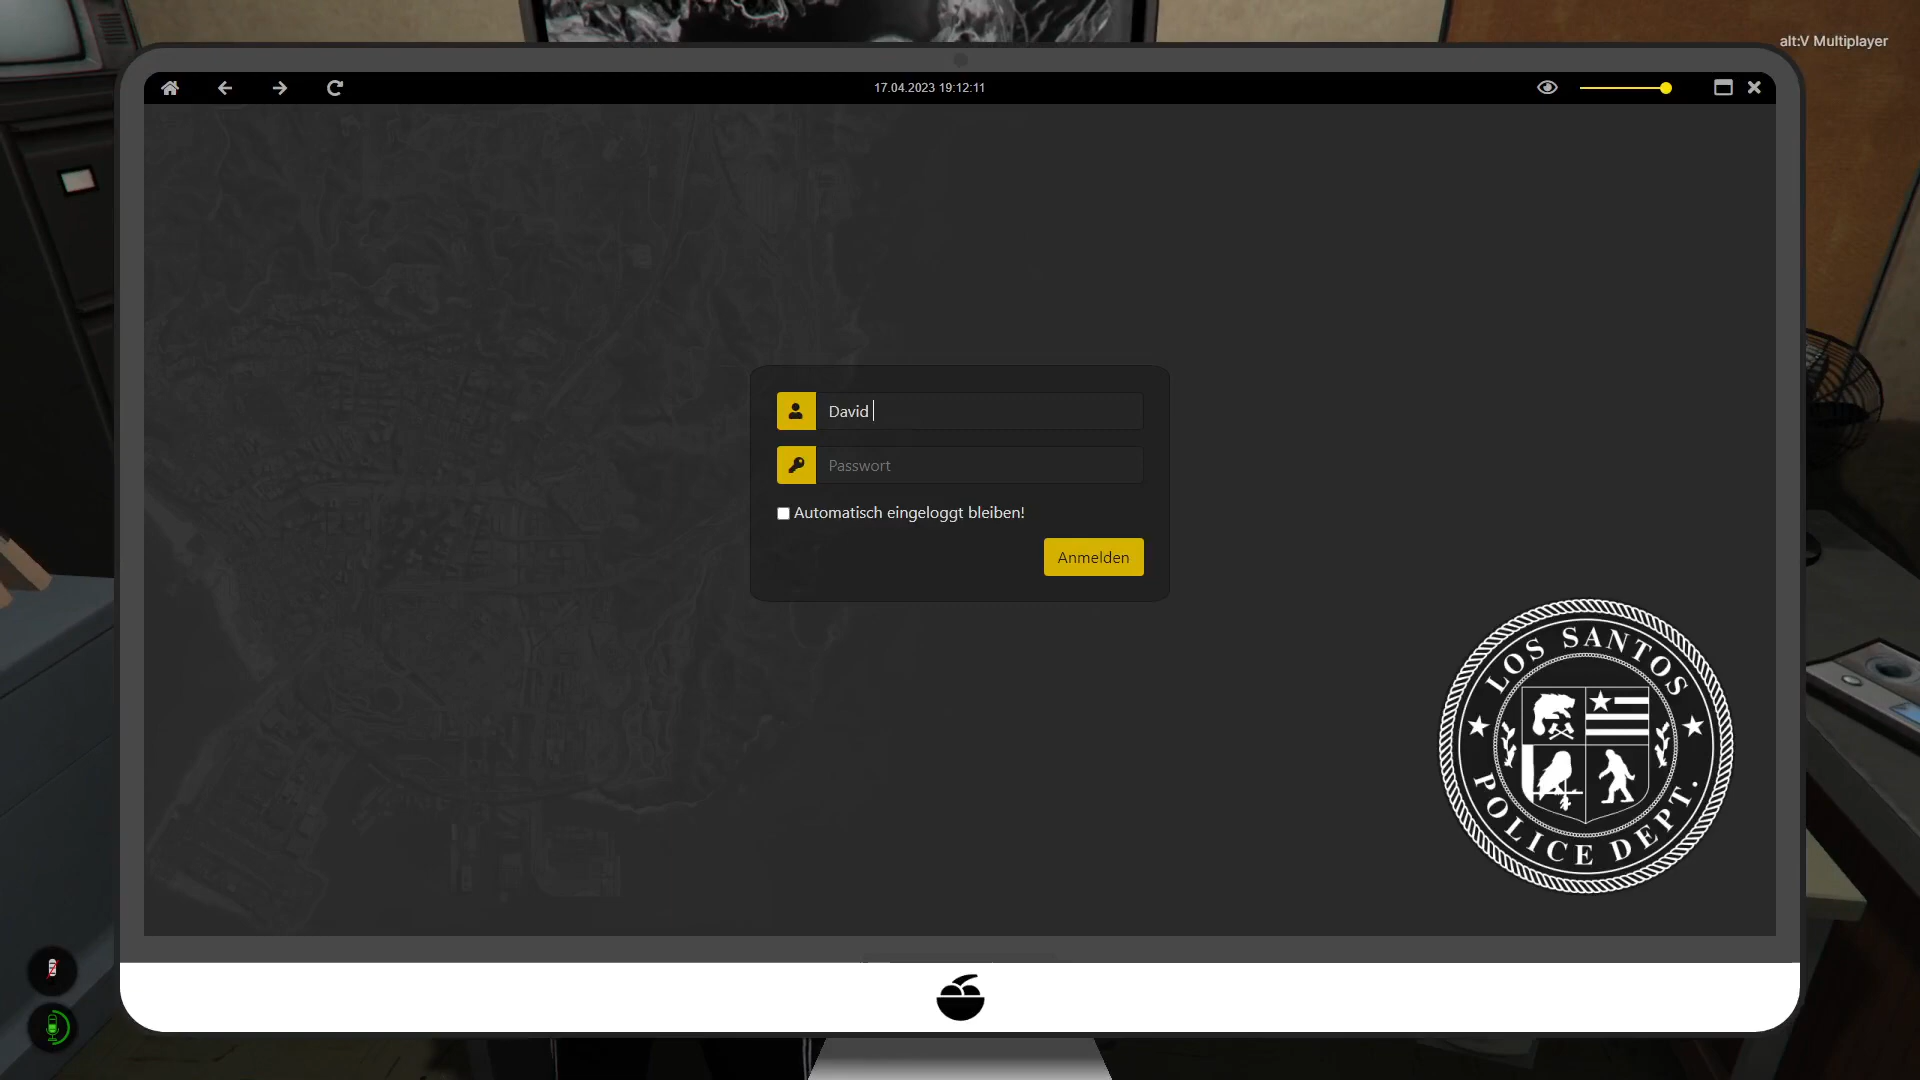 alt:V Multiplayer
17.04.2023 19:12:11
David
Passwort
Automatisch eingeloggt bleiben!
Anmelden
LOS SANTOS
POLICE DEPT.